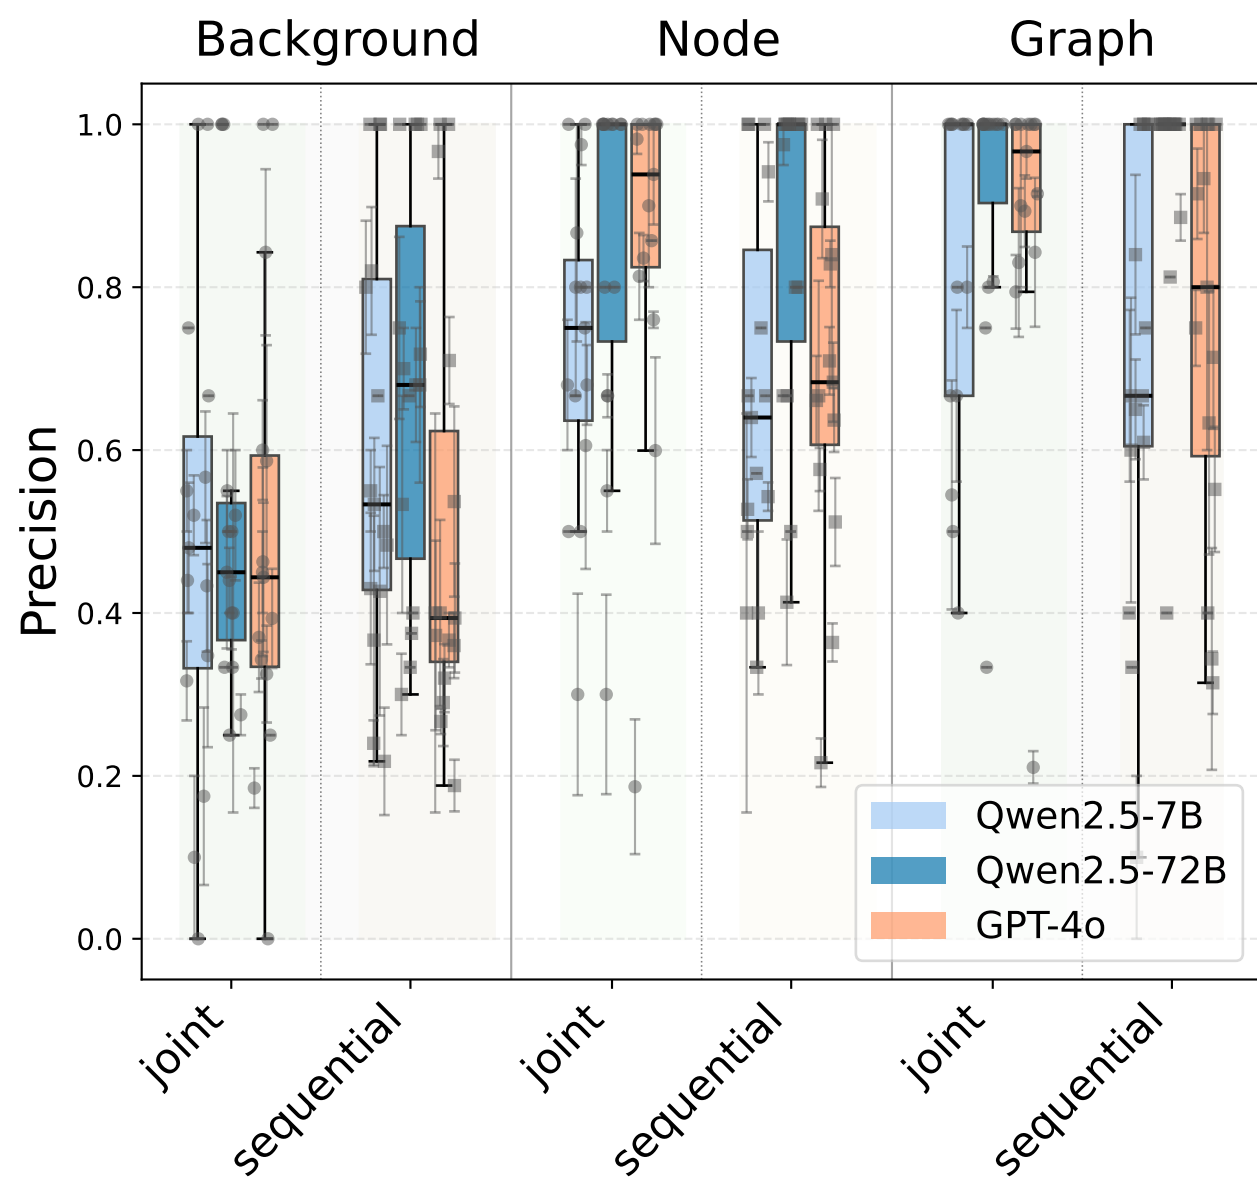 Background Node Graph
Precision
1.0
0.8
0.6
0.4
0.2
0.0
Qwen2.5-7B
Qwen2.5-72B
GPT-4o
joint sequential joint sequential joint sequential